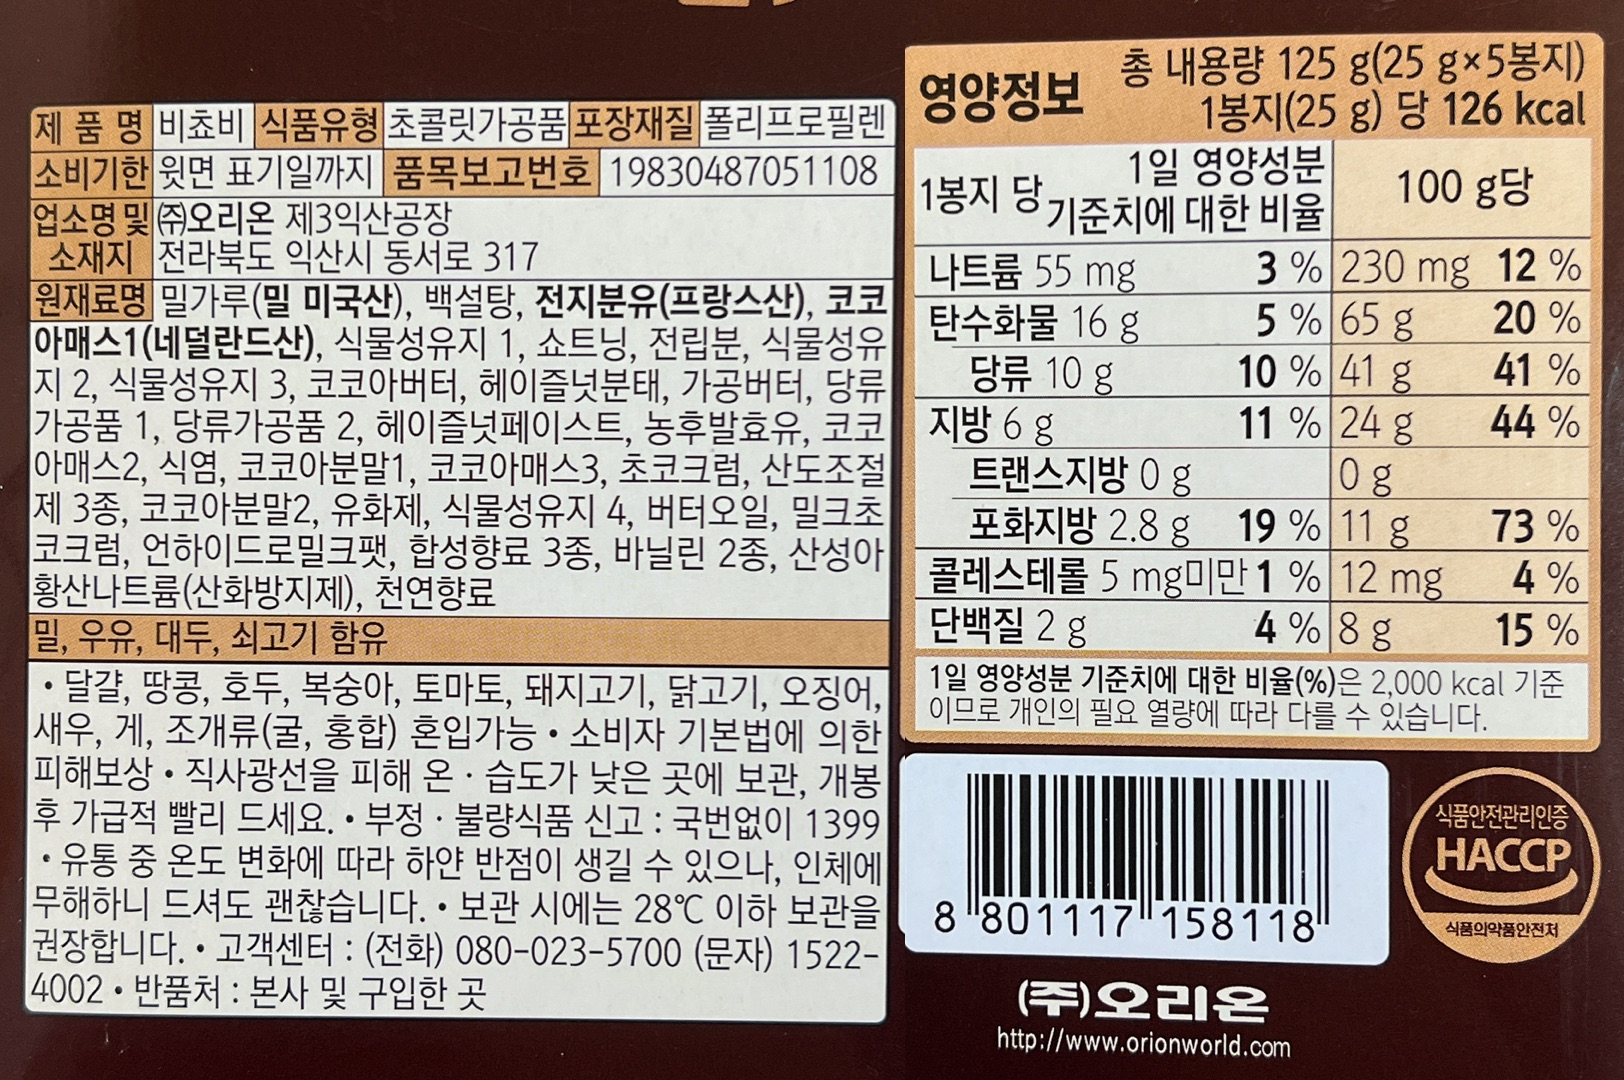 제 품 명 비쵸비 식품유형 초콜릿가공품 포장재질 폴리프로필렌
소비기한 윗면 표기일까지 품목보고번호 19830487051108
업소명 및 ㈜오리온 제3익산공장
소재지 전라북도 익산시 동서로 317
원재료명 밀가루(밀 미국산), 백설탕, 전지분유(프랑스산), 코코
아매스1(네덜란드산), 식물성유지 1, 쇼트닝, 전립분, 식물성유
지 2, 식물성유지 3, 코코아버터, 헤이즐넛분태, 가공버터, 당류
가공품 1, 당류가공품 2, 헤이즐넛페이스트, 농후발효유, 코코
아매스2, 식염, 코코아분말1, 코코아매스3, 초코크럼, 산도조절
제 3종, 코코아분말2, 유화제, 식물성유지 4, 버터오일, 밀크초
코크럼, 언하이드로밀크팻, 합성향료 3종, 바닐린 2종, 산성아
황산나트륨(산화방지제), 천연향료
밀, 우유, 대두, 쇠고기 함유
• 달걀, 땅콩, 호두, 복숭아, 토마토, 돼지고기, 닭고기, 오징어,
새우, 게, 조개류(굴, 홍합) 혼입가능 • 소비자 기본법에 의한
피해보상 • 직사광선을 피해 온 · 습도가 낮은 곳에 보관, 개봉
후 가급적 빨리 드세요. • 부정 · 불량식품 신고 : 국번없이 1399
• 유통 중 온도 변화에 따라 하얀 반점이 생길 수 있으나, 인체에
무해하니 드셔도 괜찮습니다. • 보관 시에는 28℃ 이하 보관을
권장합니다. • 고객센터 : (전화) 080-023-5700 (문자) 1522-
4002 • 반품처 : 본사 및 구입한 곳
영양정보 총 내용량 125 g(25 g×5봉지)
1봉지(25 g) 당 126 kcal
1봉지 당 1일 영양성분 기준치에 대한 비율 100 g당
나트륨 55 mg 3 % 230 mg 12 %
탄수화물 16 g 5 % 65 g 20 %
당류 10 g 10 % 41 g 41 %
지방 6 g 11 % 24 g 44 %
트랜스지방 0 g 0 g
포화지방 2.8 g 19 % 11 g 73 %
콜레스테롤 5 mg미만 1 % 12 mg 4 %
단백질 2 g 4 % 8 g 15 %
1일 영양성분 기준치에 대한 비율(%)은 2,000 kcal 기준
이므로 개인의 필요 열량에 따라 다를 수 있습니다.
8 801117 158118
식품안전관리인증
HACCP
식품의약품안전처
(주)오리온
http://www.orionworld.com